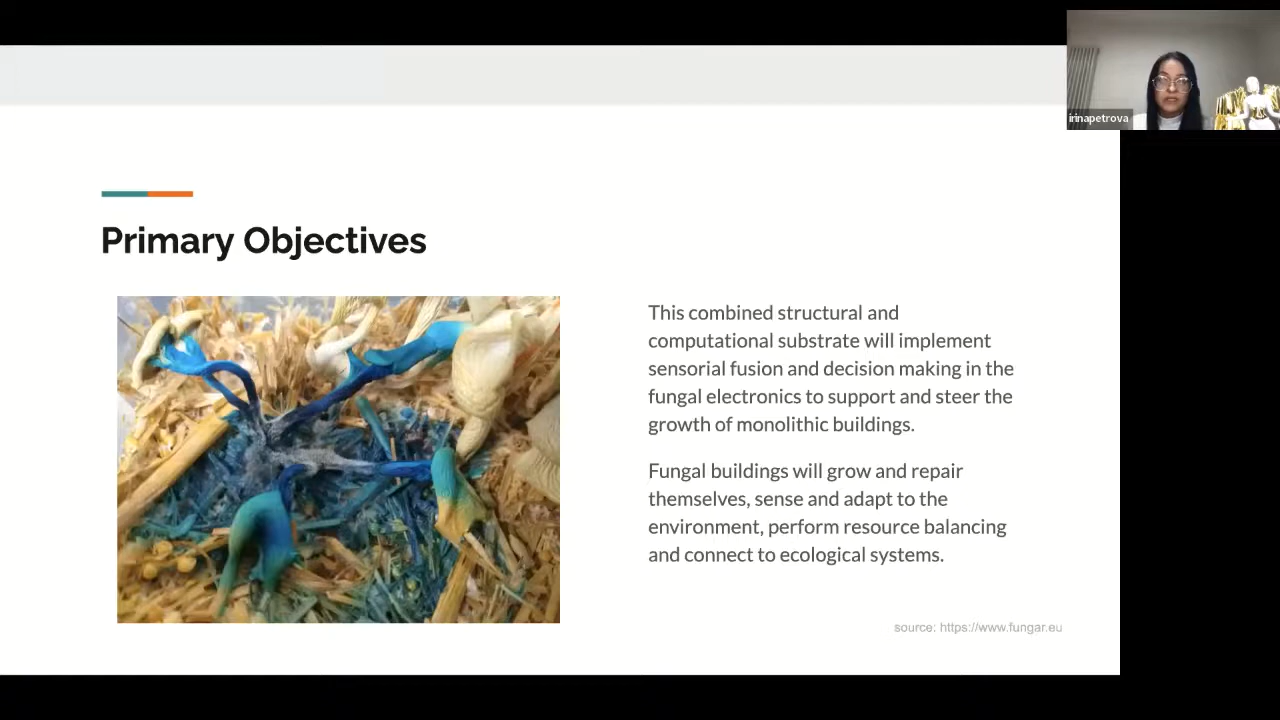 irinapetrova
Primary Objectives
This combined structural and
computational substrate will implement
sensorial fusion and decision making in the
fungal electronics to support and steer the
growth of monolithic buildings.
Fungal buildings will grow and repair
themselves, sense and adapt to the
environment, perform resource balancing
and connect to ecological systems.
source: https://www.fungar.eu